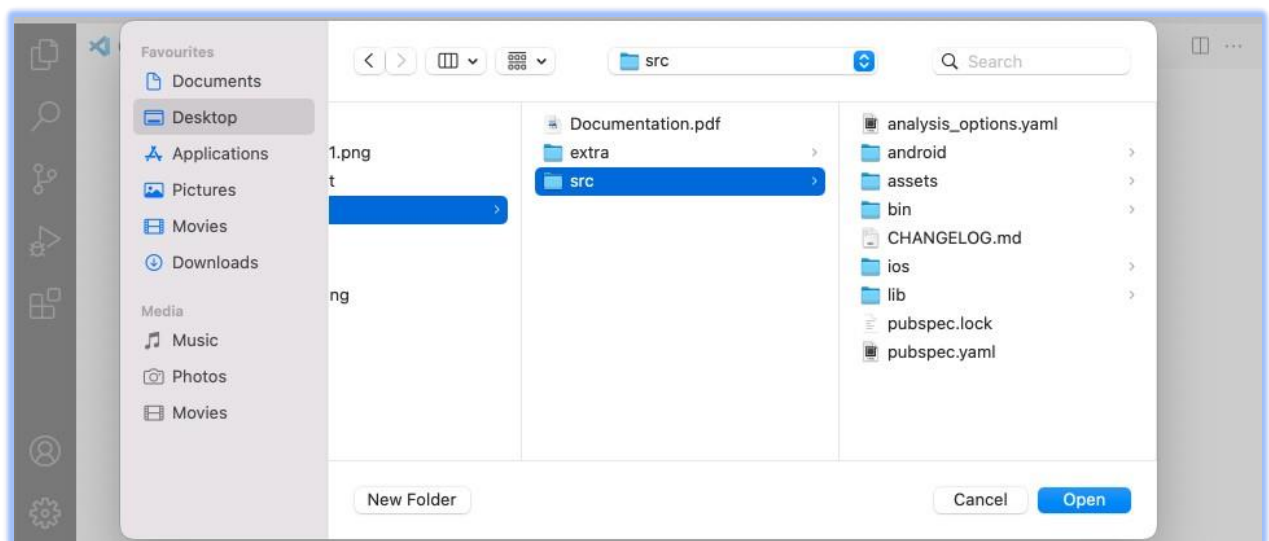 Favourites
Documents
Desktop
Applications
Pictures
Movies
Downloads
Media
Music
Photos
Movies
src
Search
1.png
t
ng
Documentation.pdf
extra
src
analysis_options.yaml
android
assets
bin
CHANGELOG.md
ios
lib
pubspec.lock
pubspec.yaml
New Folder
Cancel
Open